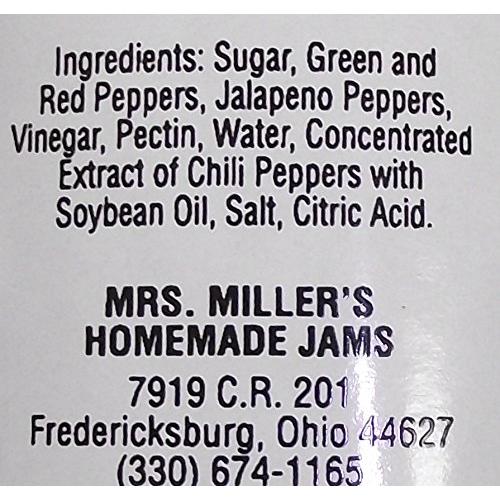 Ingredients: Sugar, Green and
Red Peppers, Jalapeno Peppers,
Vinegar, Pectin, Water, Concentrated
Extract of Chili Peppers with
Soybean Oil, Salt, Citric Acid.
MRS. MILLER'S
HOMEMADE JAMS
7919 C.R. 201
Fredericksburg, Ohio 44627
(330) 674-1165